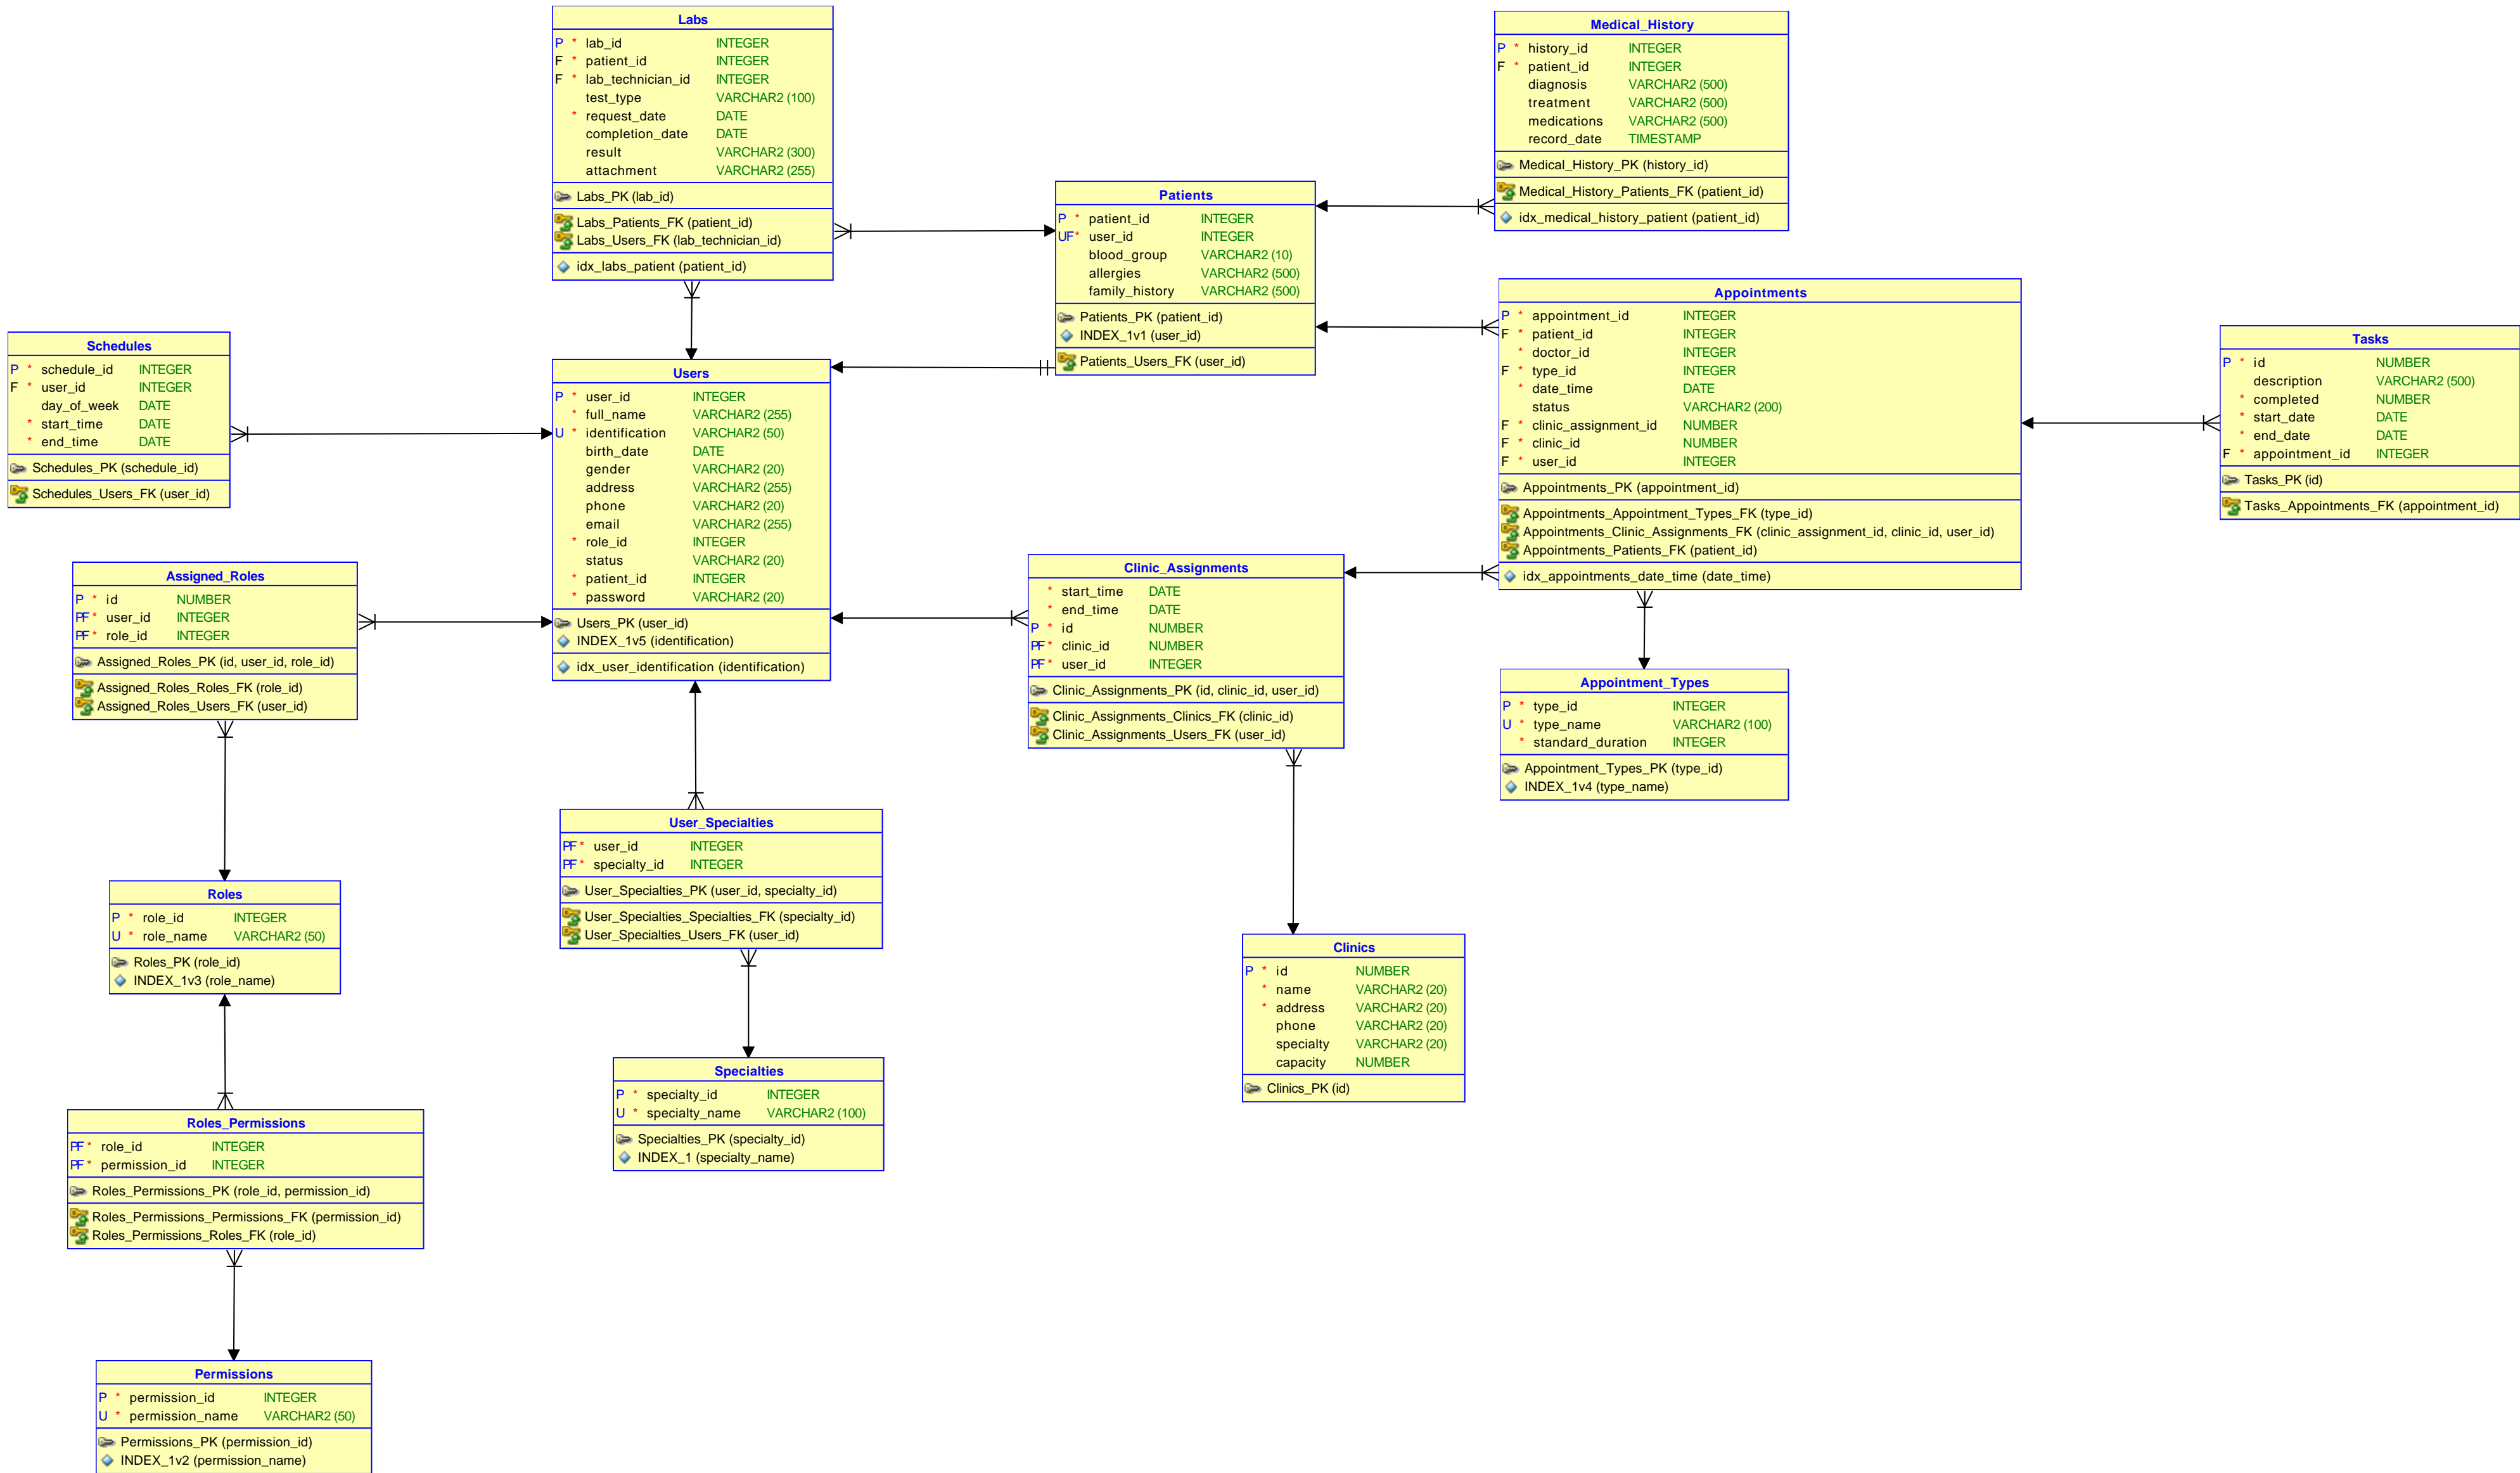 Labs
P * lab_id INTEGER
F * patient_id INTEGER
F * lab_technician_id INTEGER
test_type VARCHAR2 (100)
* request_date DATE
completion_date DATE
result VARCHAR2 (300)
attachment VARCHAR2 (255)
Labs_PK (lab_id)
Labs_Patients_FK (patient_id)
Labs_Users_FK (lab_technician_id)
idx_labs_patient (patient_id)
Medical_History
P * history_id INTEGER
F * patient_id INTEGER
diagnosis VARCHAR2 (500)
treatment VARCHAR2 (500)
medications VARCHAR2 (500)
record_date TIMESTAMP
Medical_History_PK (history_id)
Medical_History_Patients_FK (patient_id)
idx_medical_history_patient (patient_id)
Patients
P * patient_id INTEGER
UF * user_id INTEGER
blood_group VARCHAR2 (10)
allergies VARCHAR2 (500)
family_history VARCHAR2 (500)
Patients_PK (patient_id)
INDEX_1v1 (user_id)
Patients_Users_FK (user_id)
Appointments
P * appointment_id INTEGER
F * patient_id INTEGER
* doctor_id INTEGER
F * type_id INTEGER
* date_time DATE
status VARCHAR2 (200)
F * clinic_assignment_id NUMBER
F * clinic_id NUMBER
F * user_id INTEGER
Appointments_PK (appointment_id)
Appointments_Appointment_Types_FK (type_id)
Appointments_Clinic_Assignments_FK (clinic_assignment_id, clinic_id, user_id)
Appointments_Patients_FK (patient_id)
idx_appointments_date_time (date_time)
Tasks
P * id NUMBER
description VARCHAR2 (500)
* completed NUMBER
* start_date DATE
* end_date DATE
F * appointment_id INTEGER
Tasks_PK (id)
Tasks_Appointments_FK (appointment_id)
Schedules
P * schedule_id INTEGER
F * user_id INTEGER
day_of_week DATE
* start_time DATE
* end_time DATE
Schedules_PK (schedule_id)
Schedules_Users_FK (user_id)
Users
P * user_id INTEGER
* full_name VARCHAR2 (255)
U * identification VARCHAR2 (50)
birth_date DATE
gender VARCHAR2 (20)
address VARCHAR2 (255)
phone VARCHAR2 (20)
email VARCHAR2 (255)
* role_id INTEGER
status VARCHAR2 (20)
* patient_id INTEGER
* password VARCHAR2 (20)
Users_PK (user_id)
INDEX_1v5 (identification)
idx_user_identification (identification)
Assigned_Roles
P * id NUMBER
PF * user_id INTEGER
PF * role_id INTEGER
Assigned_Roles_PK (id, user_id, role_id)
Assigned_Roles_Roles_FK (role_id)
Assigned_Roles_Users_FK (user_id)
Clinic_Assignments
* start_time DATE
* end_time DATE
P * id NUMBER
PF * clinic_id NUMBER
PF * user_id INTEGER
Clinic_Assignments_PK (id, clinic_id, user_id)
Clinic_Assignments_Clinics_FK (clinic_id)
Clinic_Assignments_Users_FK (user_id)
Appointment_Types
P * type_id INTEGER
U * type_name VARCHAR2 (100)
* standard_duration INTEGER
Appointment_Types_PK (type_id)
INDEX_1v4 (type_name)
User_Specialties
PF * user_id INTEGER
PF * specialty_id INTEGER
User_Specialties_PK (user_id, specialty_id)
User_Specialties_Specialties_FK (specialty_id)
User_Specialties_Users_FK (user_id)
Roles
P * role_id INTEGER
U * role_name VARCHAR2 (50)
Roles_PK (role_id)
INDEX_1v3 (role_name)
Clinics
P * id NUMBER
* name VARCHAR2 (20)
* address VARCHAR2 (20)
phone VARCHAR2 (20)
specialty VARCHAR2 (20)
capacity NUMBER
Clinics_PK (id)
Specialties
P * specialty_id INTEGER
U * specialty_name VARCHAR2 (100)
Specialties_PK (specialty_id)
INDEX_1 (specialty_name)
Roles_Permissions
PF * role_id INTEGER
PF * permission_id INTEGER
Roles_Permissions_PK (role_id, permission_id)
Roles_Permissions_Permissions_FK (permission_id)
Roles_Permissions_Roles_FK (role_id)
Permissions
P * permission_id INTEGER
U * permission_name VARCHAR2 (50)
Permissions_PK (permission_id)
INDEX_1v2 (permission_name)